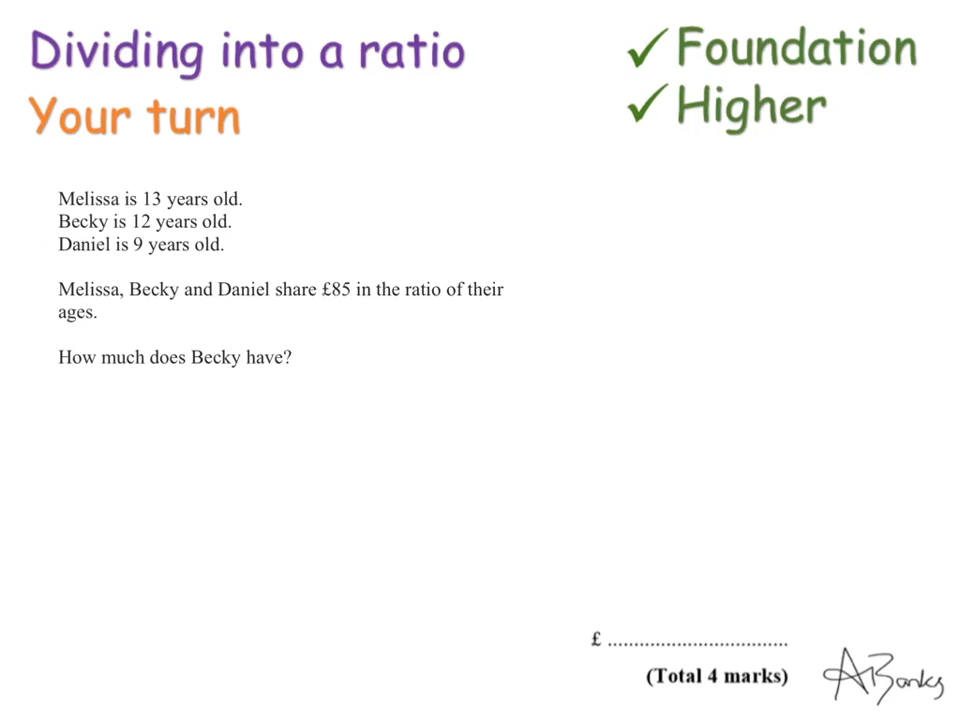 Dividing into a ratio
Your turn
✓ Foundation
✓ Higher
Melissa is 13 years old.
Becky is 12 years old.
Daniel is 9 years old.
Melissa, Becky and Daniel share £85 in the ratio of their
ages.
How much does Becky have?
£ ..................................
(Total 4 marks)
A Banks